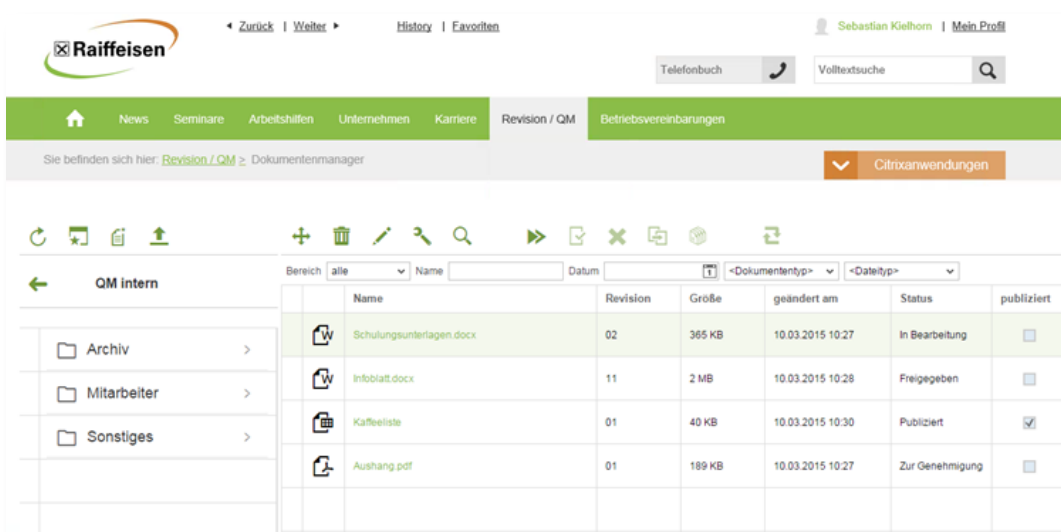 Zurück | Weiter History | Favoriten Sebastian Kielhorn | Mein Profil
Raiffeisen
Telefonbuch Volltextsuche
News Seminare Arbeitshilfen Unternehmen Karriere Revision / QM Betriebsvereinbarungen
Sie befinden sich hier: Revision / QM > Dokumentenmanager Citrixanwendungen
QM intern
Archiv
Mitarbeiter
Sonstiges
Bereich alle Name Datum 1 <Dokumententyp> <Dateityp>
Name Revision Größe geändert am Status publiziert
W Schulungsunterlagen.docx 02 365 KB 10.03.2015 10:27 In Bearbeitung
W Infoblatt.docx 11 2 MB 10.03.2015 10:28 Freigegeben
Kaffeeliste 01 40 KB 10.03.2015 10:30 Publiziert
Aushang.pdf 01 189 KB 10.03.2015 10:27 Zur Genehmigung